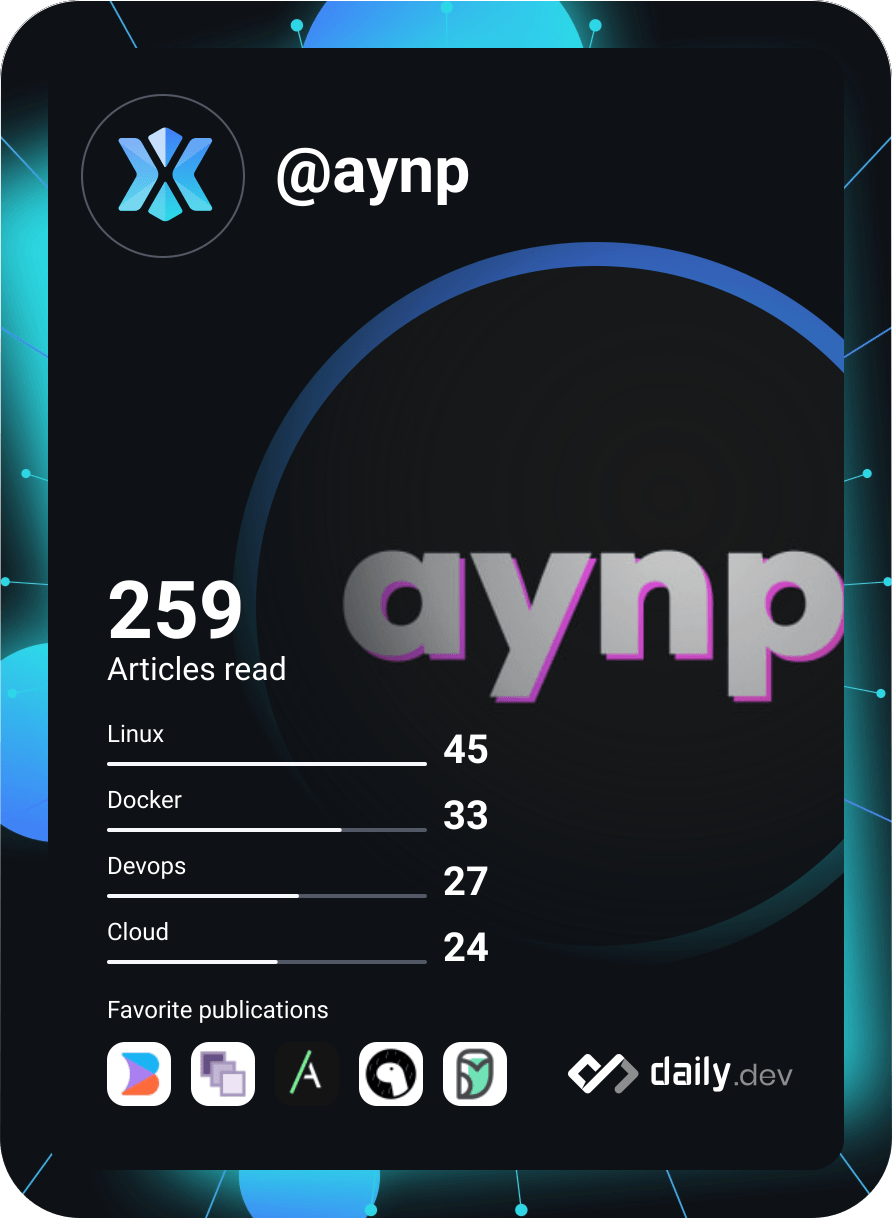 @aynp
aynp
259
Articles read
Linux
45
Docker
33
Devops
27
Cloud
24
Favorite publications
daily.dev